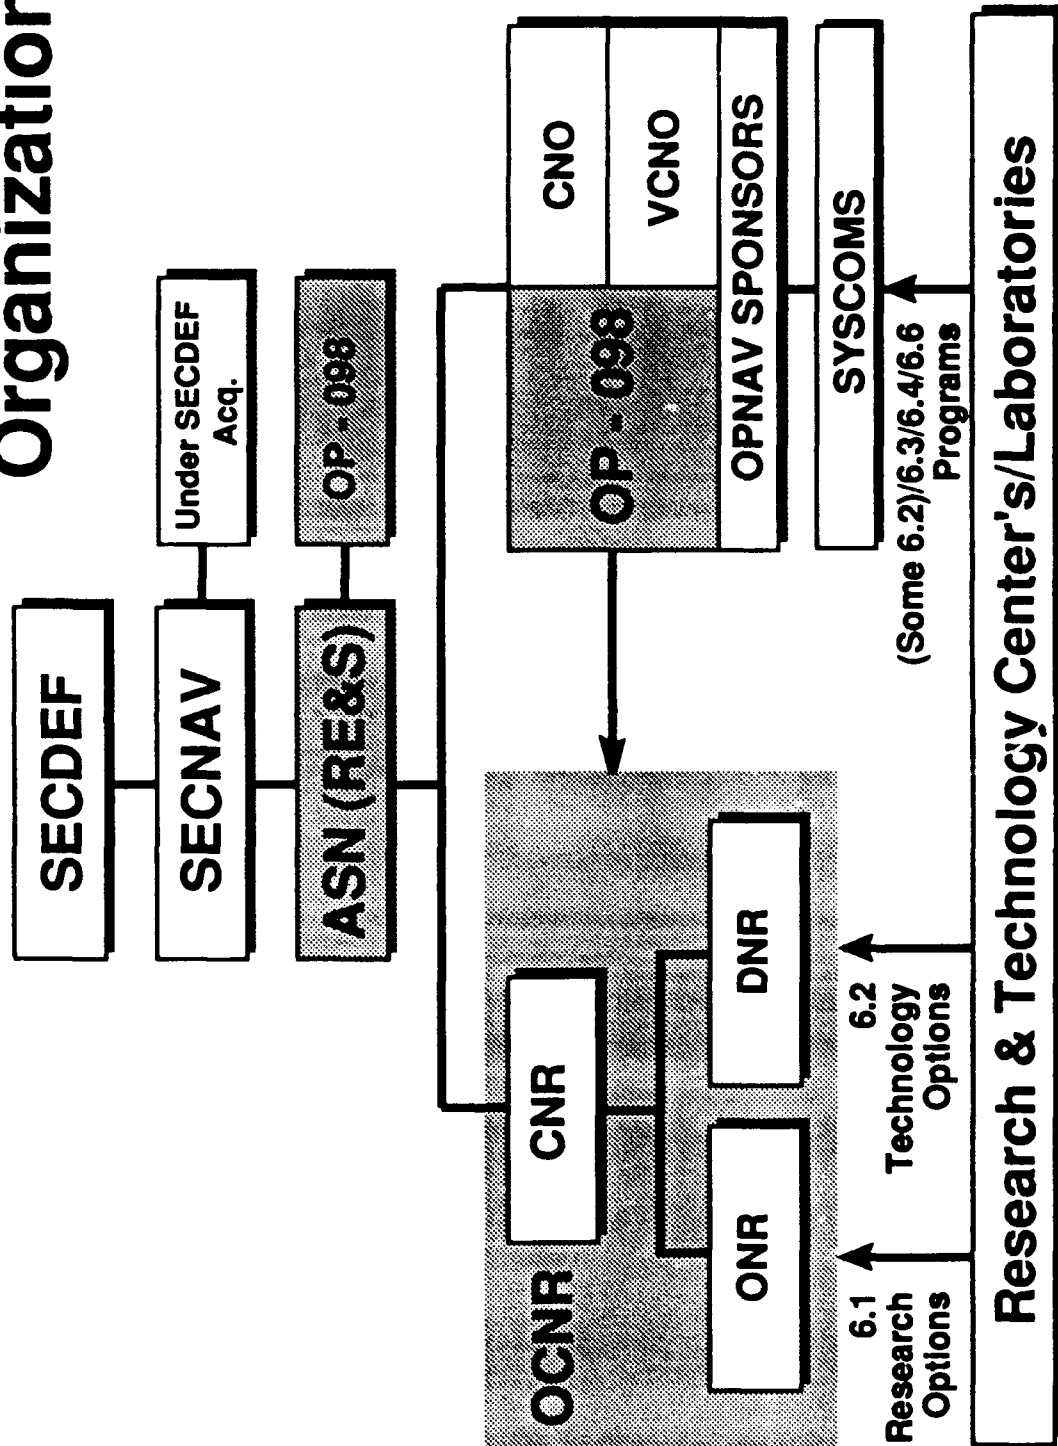 Organization
SECDEF
SECNAV
Under SECDEF
Acq.
ASN (RE&S)
OP - 098
OCNR
CNR
ONR
DNR
OP - 098
CNO
VCNO
OPNAV SPONSORS
SYSCOMS
6.1
Research
Options
6.2
Technology
Options
(Some 6.2)/6.3/6.4/6.6
Programs
Research & Technology Center's/Laboratories